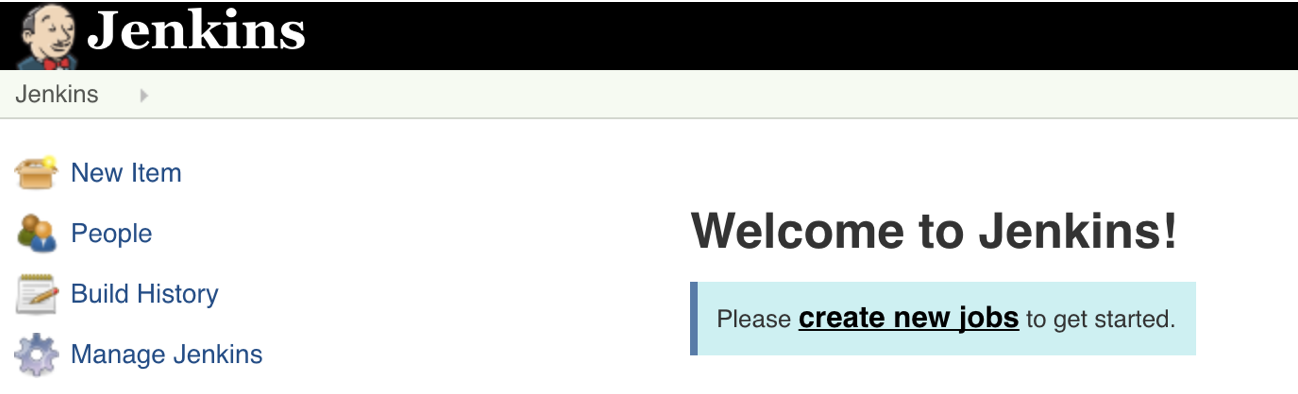 Jenkins
Jenkins
New Item
People
Build History
Manage Jenkins
Welcome to Jenkins!
Please create new jobs to get started.